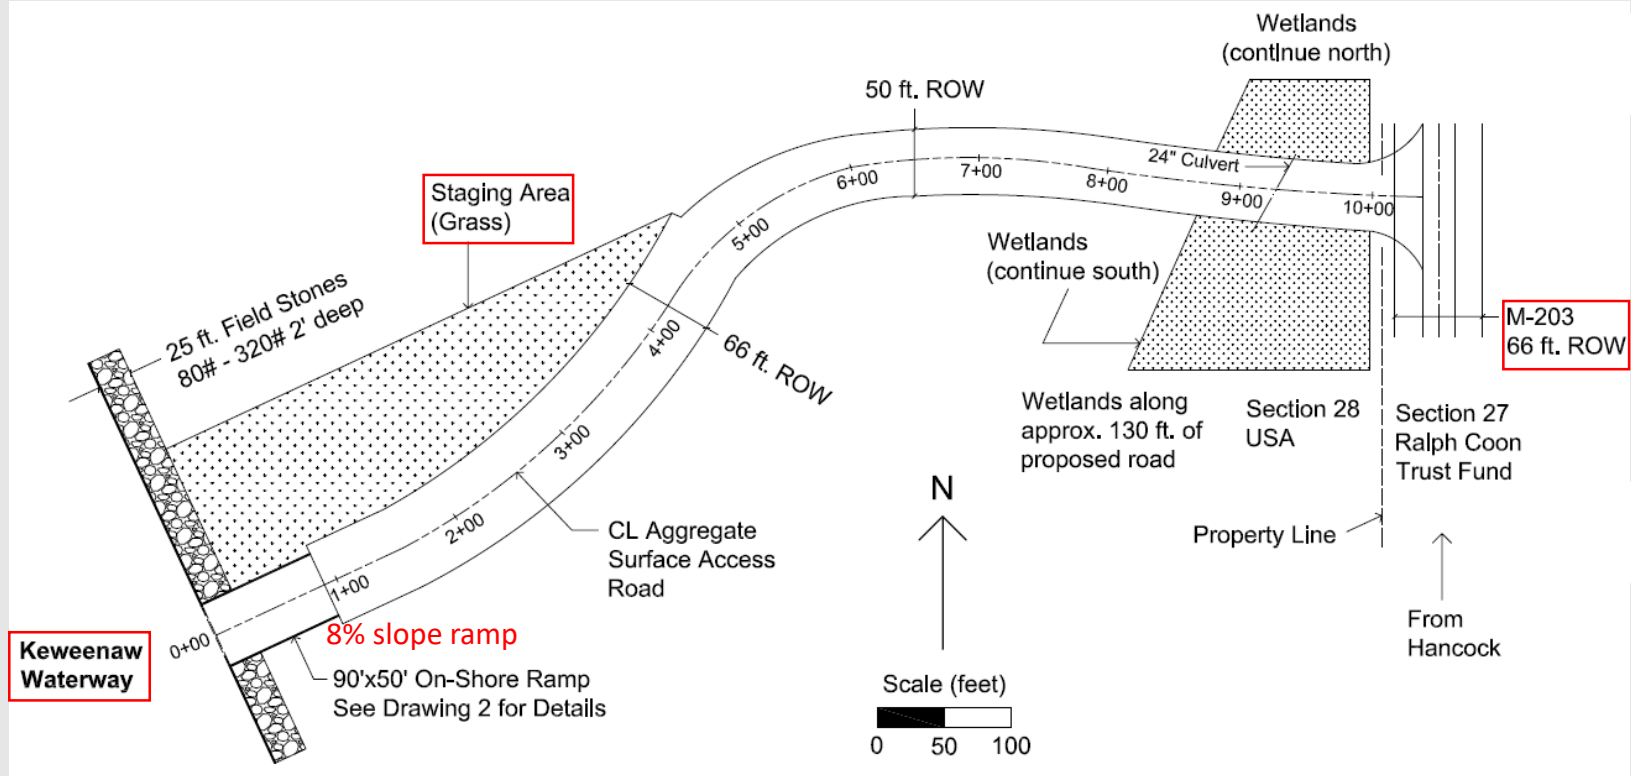 Wetlands
(continue north)
50 ft. ROW
24" Culvert
Staging Area
(Grass)
6+00
7+00
8+00
9+00
10+00
5+00
Wetlands
(continue south)
25 ft. Field Stones
80# - 320# 2' deep
4+00
66 ft. ROW
M-203
66 ft. ROW
Wetlands along
approx. 130 ft. of
proposed road
Section 28
USA
Section 27
Ralph Coon
Trust Fund
3+00
2+00
N
CL Aggregate
Surface Access
Road
Property Line
1+00
0+00
8% slope ramp
From
Hancock
Keweenaw
Waterway
90'x50' On-Shore Ramp
See Drawing 2 for Details
Scale (feet)
0 50 100